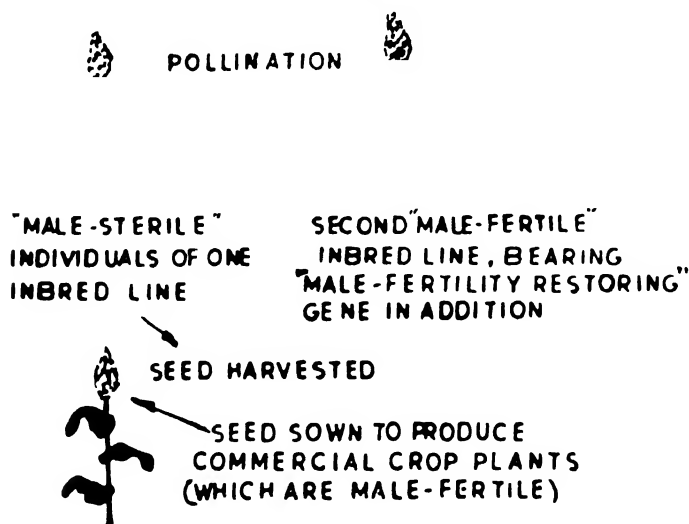 POLLINATION
"MALE-STERILE"
INDIVIDUALS OF ONE
INBRED LINE
SECOND "MALE-FERTILE"
INBRED LINE, BEARING
"MALE-FERTILITY RESTORING"
GENE IN ADDITION
SEED HARVESTED
SEED SOWN TO PRODUCE
COMMERCIAL CROP PLANTS
(WHICH ARE MALE-FERTILE)